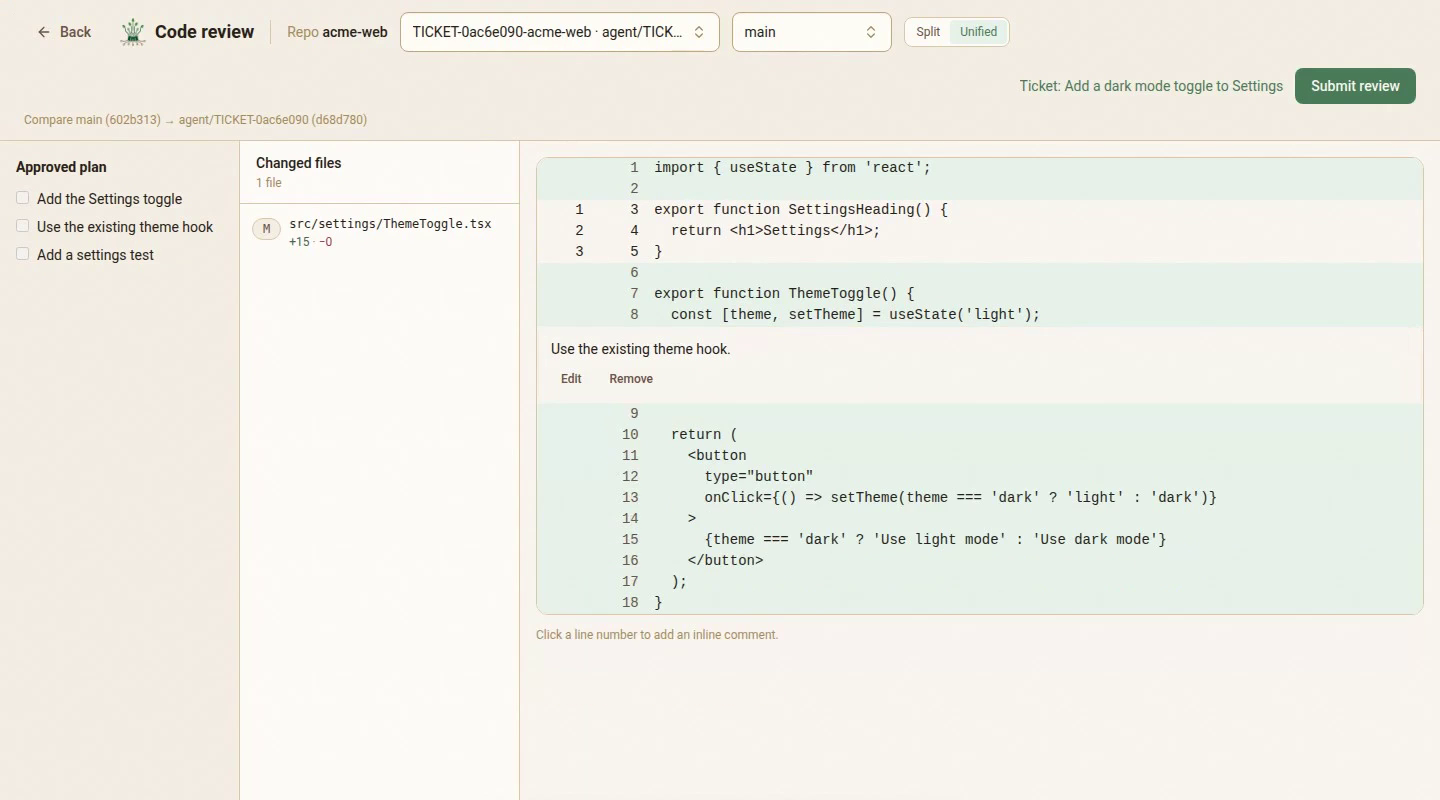 Back
Code review
Repo acme-web
TICKET-0ac6e090-acme-web · agent/TICK...
main
Split
Unified
Ticket: Add a dark mode toggle to Settings
Submit review
Compare main (602b313) → agent/TICKET-0ac6e090 (d68d780)
Approved plan
Add the Settings toggle
Use the existing theme hook
Add a settings test
Changed files
1 file
M
src/settings/ThemeToggle.tsx
+15 · −0
1 import { useState } from 'react';
2
1 3 export function SettingsHeading() {
2 4   return <h1>Settings</h1>;
3 5 }
6
7 export function ThemeToggle() {
8   const [theme, setTheme] = useState('light');
Use the existing theme hook.
Edit Remove
9
10   return (
11     <button
12       type="button"
13       onClick={() => setTheme(theme === 'dark' ? 'light' : 'dark')}
14     >
15       {theme === 'dark' ? 'Use light mode' : 'Use dark mode'}
16     </button>
17   );
18 }
Click a line number to add an inline comment.